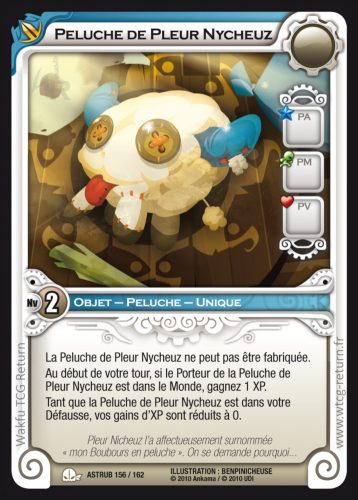 Peluche de Pleur Nycheuz
PA
PM
PV
Nv 2 Objet – Peluche – Unique
La Peluche de Pleur Nycheuz ne peut pas être fabriquée.
Au début de votre tour, si le Porteur de la Peluche de
Pleur Nycheuz est dans le Monde, gagnez 1 XP.
Tant que la Peluche de Pleur Nycheuz est dans votre
Défausse, vos gains d'XP sont réduits à 0.
Pleur Nicheuz l'a affectueusement surnommée
« mon Boubours en peluche ». On se demande pourquoi...
ASTRUB 156 / 162
ILLUSTRATION : BENPINICHEUSE
© 2010 Ankama / © 2010 UDI
Wakfu TCG Return
www.wtcg-return.fr